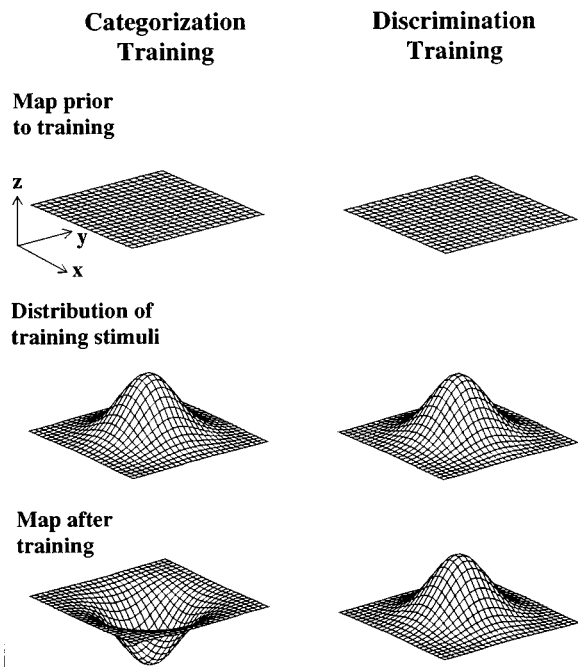 Categorization
Training
Discrimination
Training
Map prior
to training
z
y
x
Distribution of
training stimuli
Map after
training